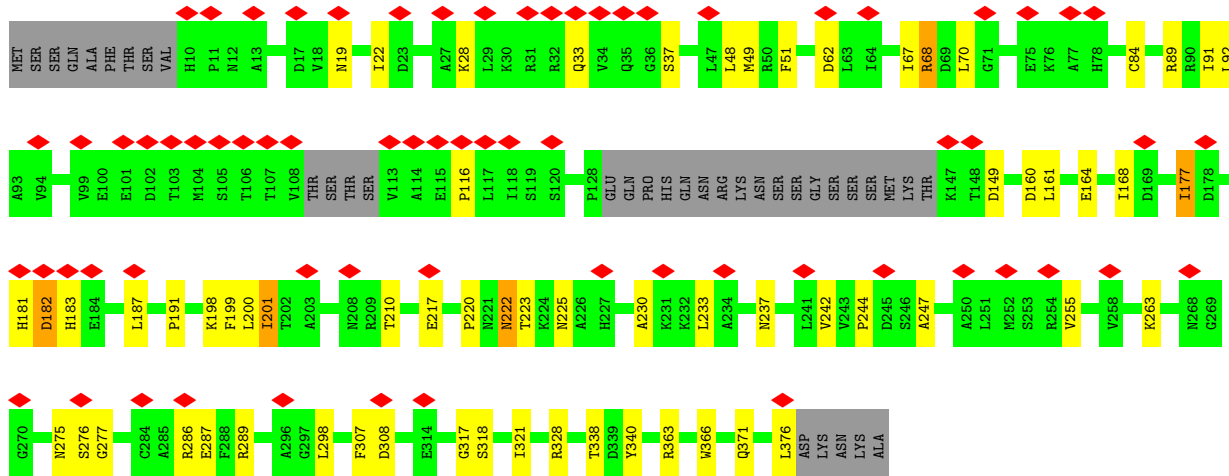 MET SER SER GLN ALA PHE THR SER VAL H10 P11 N12 A13 D17 V18 N19 I22 D23 A27 K28 L29 K30 R31 R32 Q33 V34 Q35 G36 S37 L47 L48 M49 R50 F51 D62 L63 I64 I67 R68 D69 L70 G71 E75 K76 A77 H78 C84 R89 R90 I91 L92
A93 V94 V99 E100 E101 D102 T103 M104 S105 T106 T107 V108 THR SER THR SER V113 A114 E115 P116 L117 I118 S119 S120 P128 GLU GLN PRO HIS GLN ASN ARG LYS ASN SER SER GLY SER SER SER MET LYS THR K147 T148 D149 D160 L161 E164 I168 D169 I177 D178
H181 D182 H183 E184 L187 P191 K198 F199 L200 I201 T202 A203 N208 R209 T210 E217 P220 N221 N222 T223 K224 N225 A226 H227 A230 K231 K232 L233 A234 N237 L241 V242 V243 P244 D245 S246 A247 A250 L251 M252 S253 R254 V255 V258 K263 N268 G269
G270 N275 S276 G277 C284 A285 R286 E287 F288 R289 A296 G297 L298 F307 D308 E314 G317 S318 I321 R328 T338 D339 Y340 R363 W366 Q371 L376 ASP LYS ASN LYS ALA